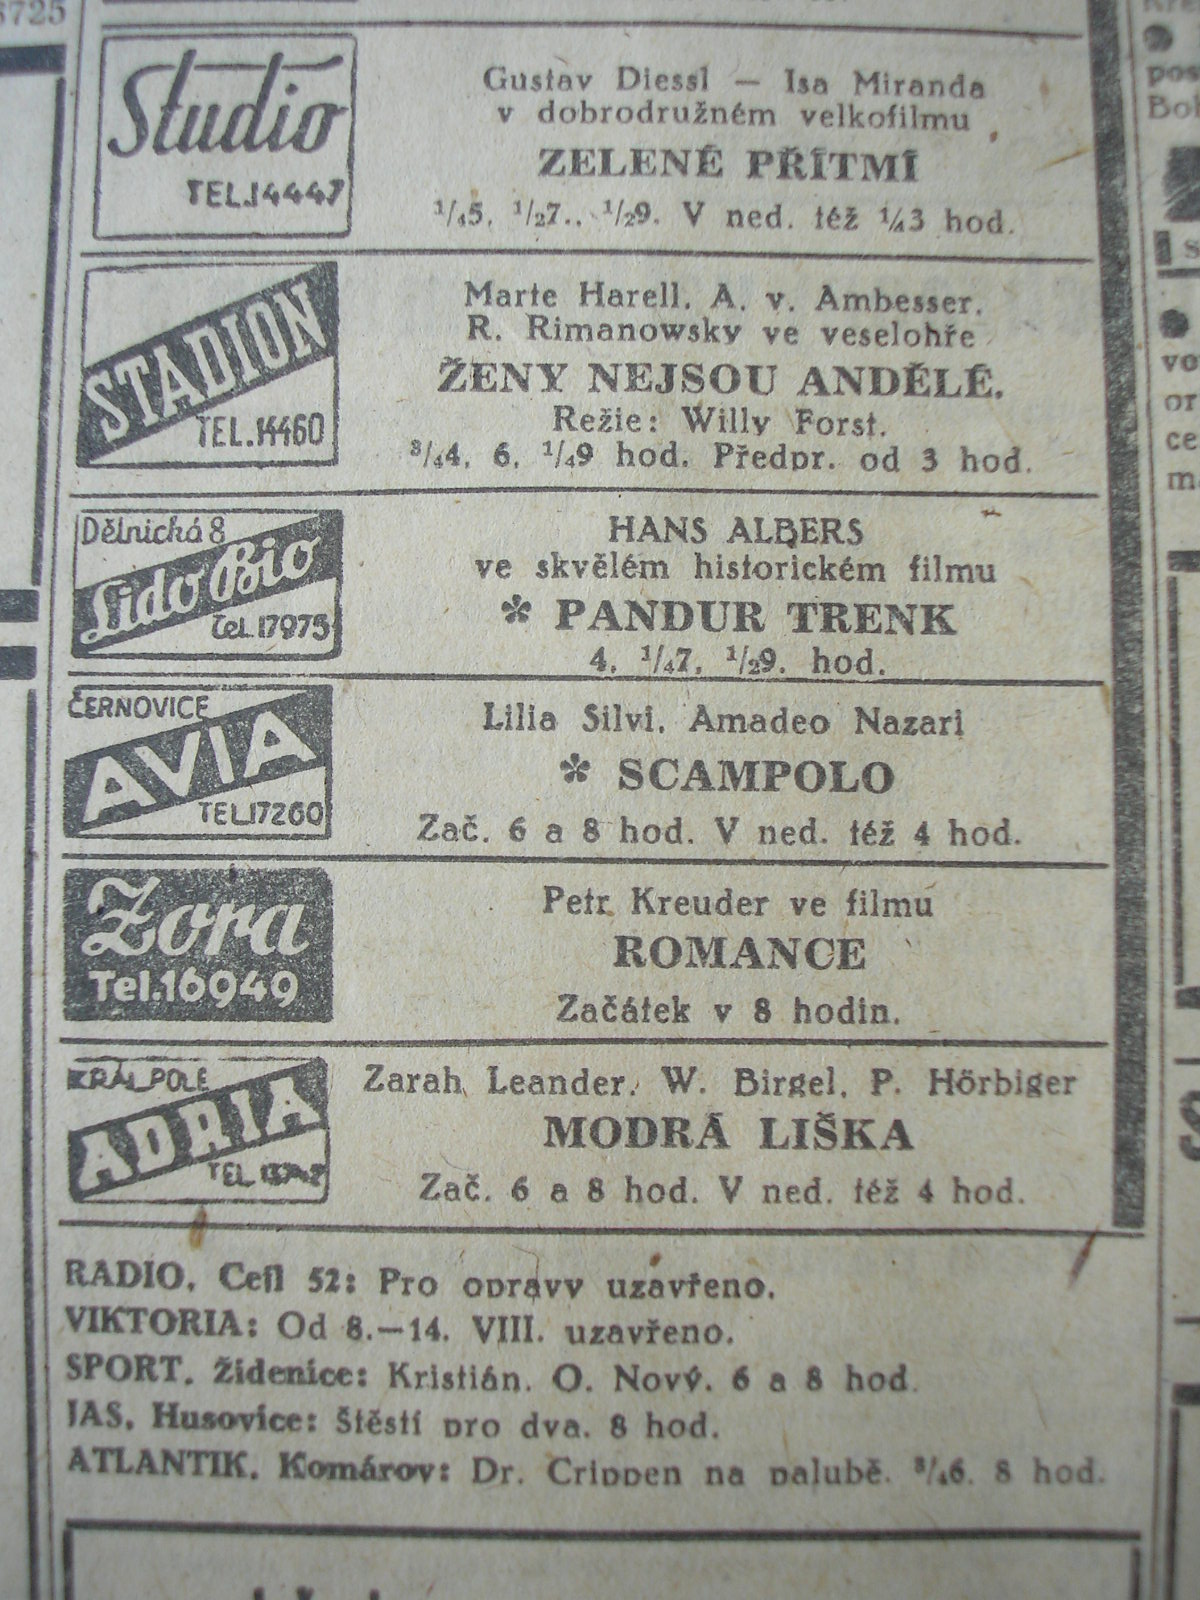 6725
Studio
TEL.14447
Gustav Diessl — Isa Miranda
v dobrodružném velkofilmu
ZELENÉ PŘÍTMÍ
1/45. 1/27.. 1/29. V ned. též 1/43 hod.
STADION
TEL.14460
Marte Harell. A. v. Ambesser.
R. Rimanowsky ve veselohře
ŽENY NEJSOU ANDĚLÉ.
Režie: Willy Forst.
3/44. 6. 1/49 hod. Předpr. od 3 hod.
Dělnická 8
Lido Bio
Tel. 17975
HANS ALBERS
ve skvělém historickém filmu
* PANDUR TRENK
4. 1/47. 1/29. hod.
ČERNOVICE
AVIA
TEL.17260
Lilia Silvi. Amadeo Nazari
* SCAMPOLO
Zač. 6 a 8 hod. V ned. též 4 hod.
Zora
Tel.16949
Petr Kreuder ve filmu
ROMANCE
Začátek v 8 hodin.
KRÁL. POLE
ADRIA
TEL.
Zarah Leander. W. Birgel. P. Hörbiger
MODRÁ LIŠKA
Zač. 6 a 8 hod. V ned. též 4 hod.
RADIO. Cejl 52: Pro opravy uzavřeno.
VIKTORIA: Od 8.—14. VIII. uzavřeno.
SPORT. Židenice: Kristián. O. Nový. 6 a 8 hod.
JAS. Husovice: Štěstí pro dva. 8 hod.
ATLANTIK. Komárov: Dr. Crippen na palubě. 3/46. 8 hod.